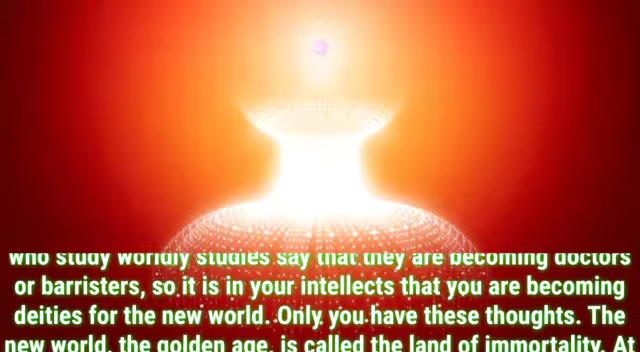 who study worldly studies say that they are becoming doctors
or barristers, so it is in your intellects that you are becoming
deities for the new world. Only you have these thoughts. The
new world, the golden age, is called the land of immortality. At